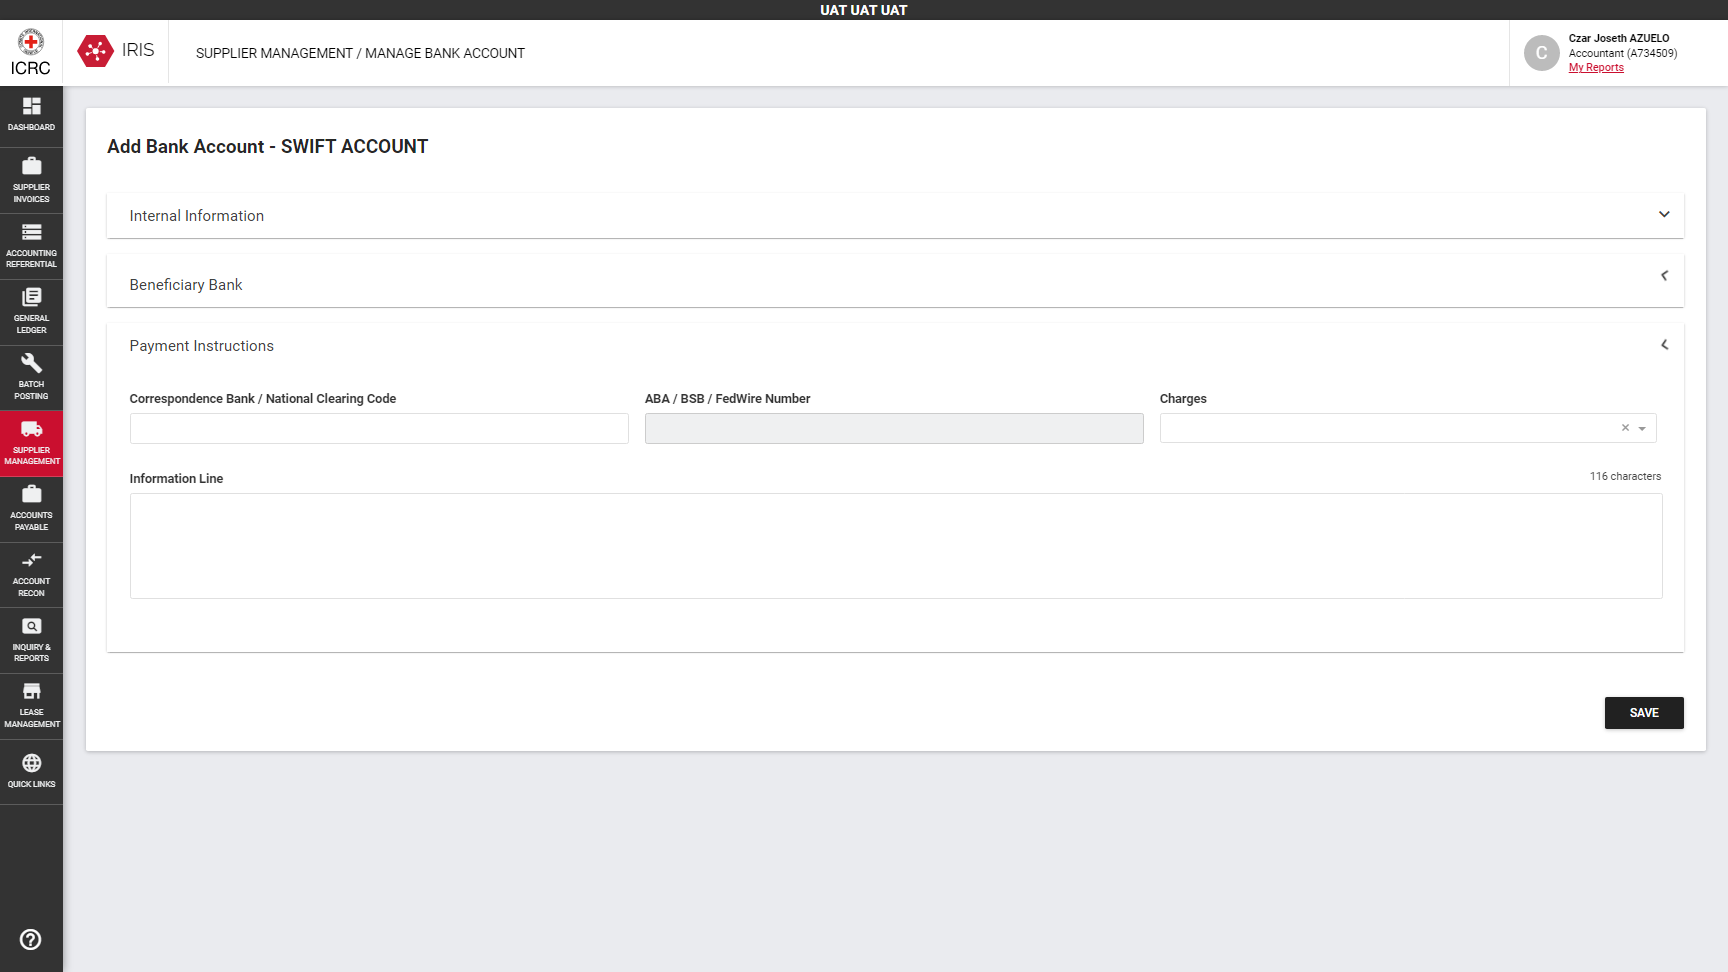 UAT UAT UAT
ICRC
IRIS
SUPPLIER MANAGEMENT / MANAGE BANK ACCOUNT
C
Czar Joseth AZUELO
Accountant (A734509)
My Reports
DASHBOARD
SUPPLIER
INVOICES
ACCOUNTING
REFERENTIAL
GENERAL
LEDGER
BATCH
POSTING
SUPPLIER
MANAGEMENT
ACCOUNTS
PAYABLE
ACCOUNT
RECON
INQUIRY &
REPORTS
LEASE
MANAGEMENT
QUICK LINKS
Add Bank Account - SWIFT ACCOUNT
Internal Information
Beneficiary Bank
Payment Instructions
Correspondence Bank / National Clearing Code
ABA / BSB / FedWire Number
Charges
Information Line
116 characters
SAVE